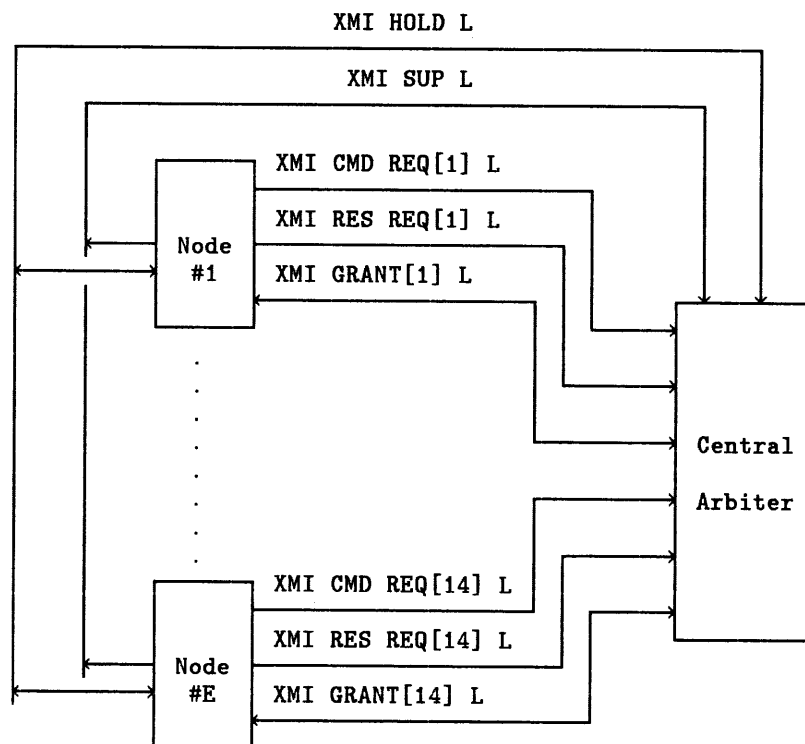 XMI HOLD L
XMI SUP L
XMI CMD REQ[1] L
XMI RES REQ[1] L
Node
#1
XMI GRANT[1] L
Central
Arbiter
XMI CMD REQ[14] L
XMI RES REQ[14] L
Node
#E
XMI GRANT[14] L